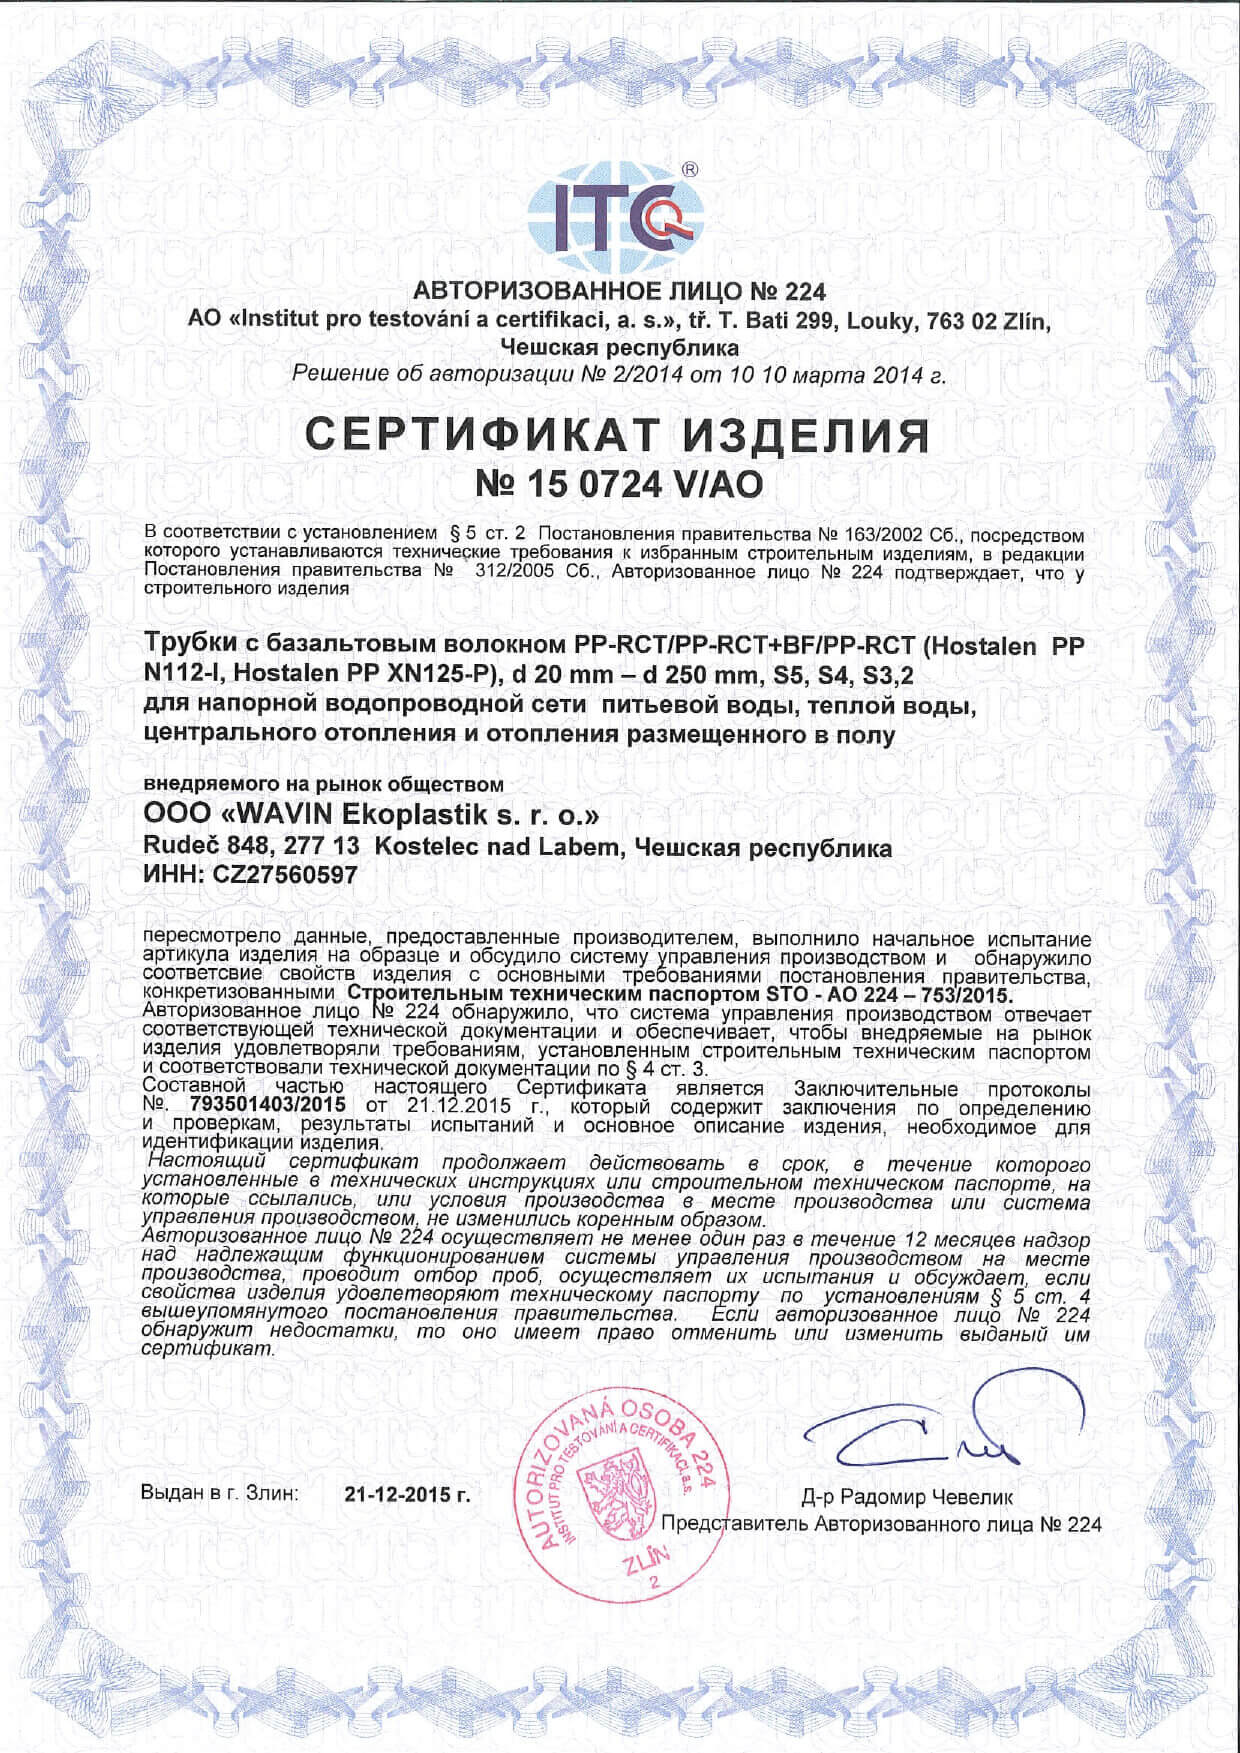 ITC ®
АВТОРИЗОВАННОЕ ЛИЦО № 224
АО «Institut pro testování a certifikaci, a. s.», tř. T. Bati 299, Louky, 763 02 Zlín,
Чешская республика
Решение об авторизации № 2/2014 от 10 10 марта 2014 г.
СЕРТИФИКАТ ИЗДЕЛИЯ
№ 15 0724 V/AO
В соответствии с установлением § 5 ст. 2 Постановления правительства № 163/2002 Сб., посредством
которого устанавливаются технические требования к избранным строительным изделиям, в редакции
Постановления правительства № 312/2005 Сб., Авторизованное лицо № 224 подтверждает, что у
строительного изделия
Трубки с базальтовым волокном PP-RCT/PP-RCT+BF/PP-RCT (Hostalen PP
N112-I, Hostalen PP XN125-P), d 20 mm – d 250 mm, S5, S4, S3,2
для напорной водопроводной сети питьевой воды, теплой воды,
центрального отопления и отопления размещенного в полу
внедряемого на рынок обществом
ООО «WAVIN Ekoplastik s. r. o.»
Rudeč 848, 277 13 Kostelec nad Labem, Чешская республика
ИНН: CZ27560597
пересмотрело данные, предоставленные производителем, выполнило начальное испытание
артикула изделия на образце и обсудило систему управления производством и обнаружило
соответсвие свойств изделия с основными требованиями постановления правительства,
конкретизованными Строительным техническим паспортом STO - AO 224 – 753/2015.
Авторизованное лицо № 224 обнаружило, что система управления производством отвечает
соответствующей технической документации и обеспечивает, чтобы внедряемые на рынок
изделия удовлетворяли требованиям, установленным строительным техническим паспортом
и соответствовали технической документации по § 4 ст. 3.
Составной частью настоящего Сертификата является Заключительные протоколы
№. 793501403/2015 от 21.12.2015 г., который содержит заключения по определению
и проверкам, результаты испытаний и основное описание издения, необходимое для
идентификации изделия.
Настоящий сертификат продолжает действовать в срок, в течение которого
установленные в технических инструкциях или строительном техническом паспорте, на
которые ссылались, или условия производства в месте производства или система
управления производством, не изменились коренным образом.
Авторизованное лицо № 224 осуществляет не менее один раз в течение 12 месяцев надзор
над надлежащим функционированием системы управления производством на месте
производства, проводит отбор проб, осуществляет их испытания и обсуждает, если
свойства изделия удовлетворяют техническому паспорту по установлениям § 5 ст. 4
вышеупомянутого постановления правительства. Если авторизованное лицо № 224
обнаружит недостатки, то оно имеет право отменить или изменить выданый им
сертификат.
AUTORIZOVANÁ OSOBA 224
INSTITUT PRO TESTOVÁNÍ A CERTIFIKACI, a.s.
ZLÍN
2
Выдан в г. Злин: 21-12-2015 г.
Д-р Радомир Чевелик
Представитель Авторизованного лица № 224